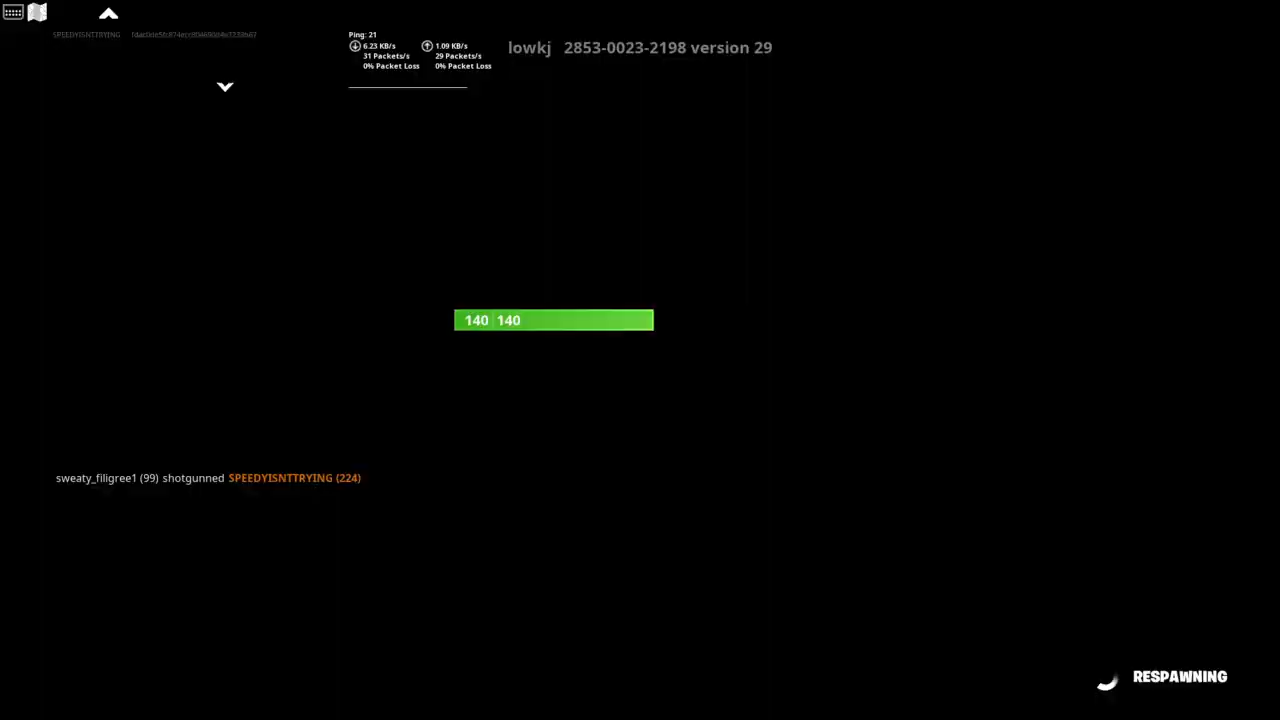 SPEEDYISNTTRYING
Ping: 21
6.23 KB/s 1.09 KB/s
31 Packets/s 29 Packets/s
0% Packet Loss 0% Packet Loss
lowkj 2853-0023-2198 version 29
140 140
sweaty_filigree1 (99) shotgunned SPEEDYISNTTRYING (224)
RESPAWNING